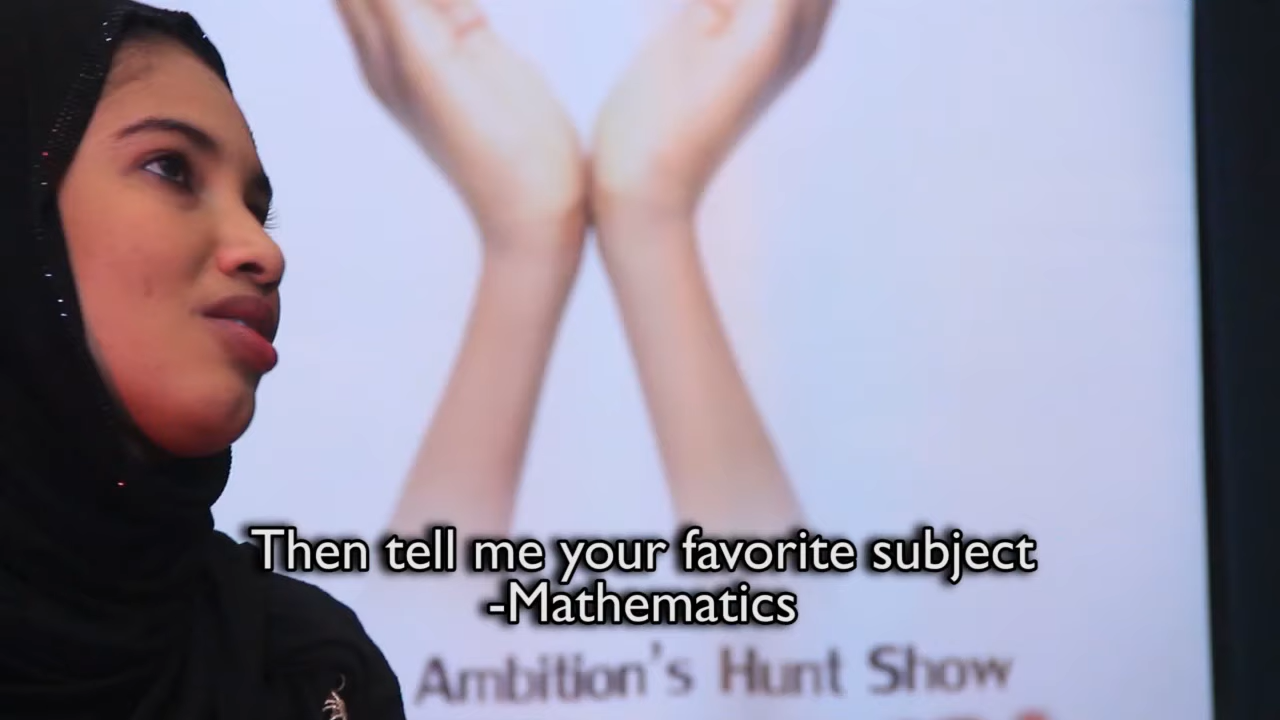 Then tell me your favorite subject
-Mathematics
Ambition's Hunt Show